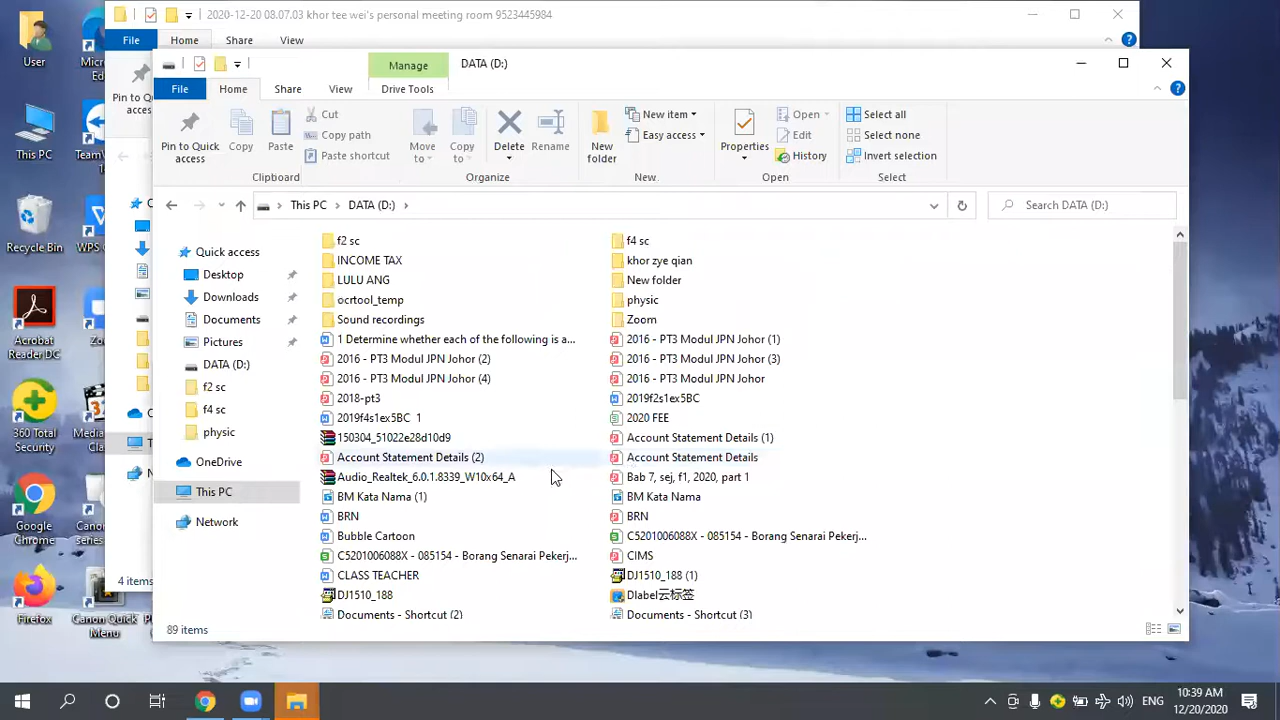 2020-12-20 08.07.03 khor tee wei's personal meeting room 9523445984
File Home Share View
Manage DATA (D:)
File Home Share View Drive Tools
Pin to Quick access
Copy
Paste
Cut
Copy path
Paste shortcut
Clipboard
Move to
Copy to
Delete
Rename
Organize
New folder
New item
Easy access
New
Properties
Open
Edit
History
Open
Select all
Select none
Invert selection
Select
This PC DATA (D:)
Search DATA (D:)
Quick access
Desktop
Downloads
Documents
Pictures
DATA (D:)
f2 sc
f4 sc
physic
OneDrive
This PC
Network
f2 sc
f4 sc
INCOME TAX
khor zye qian
LULU ANG
New folder
ocrtool_temp
physic
Sound recordings
Zoom
1 Determine whether each of the following is a...
2016 - PT3 Modul JPN Johor (1)
2016 - PT3 Modul JPN Johor (2)
2016 - PT3 Modul JPN Johor (3)
2016 - PT3 Modul JPN Johor (4)
2016 - PT3 Modul JPN Johor
2018-pt3
2019f2s1ex5BC
2019f4s1ex5BC 1
2020 FEE
150304_51022e28d10d9
Account Statement Details (1)
Account Statement Details (2)
Account Statement Details
Audio_Realtek_6.0.1.8339_W10x64_A
Bab 7, sej, f1, 2020, part 1
BM Kata Nama (1)
BM Kata Nama
BRN
BRN
Bubble Cartoon
C5201006088X - 085154 - Borang Senarai Pekerj...
C5201006088X - 085154 - Borang Senarai Pekerj...
CIMS
CLASS TEACHER
DJ1510_188 (1)
DJ1510_188
Dlabel云标签
Documents - Shortcut (2)
Documents - Shortcut (3)
89 items
4 items
User
This PC
Recycle Bin
Acrobat Reader DC
360 Total Security
Google Chrome
Firefox
Canon Quick Menu
Pin to Quick
ENG
10:39 AM
12/20/2020